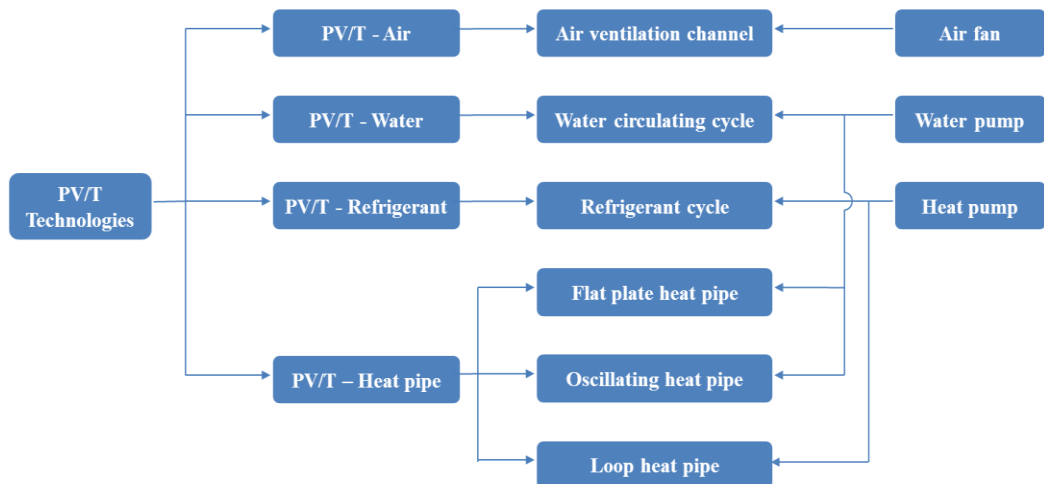 PV/T - Air
Air ventilation channel
Air fan
PV/T - Water
Water circulating cycle
Water pump
PV/T
Technologies
PV/T - Refrigerant
Refrigerant cycle
Heat pump
Flat plate heat pipe
PV/T – Heat pipe
Oscillating heat pipe
Loop heat pipe